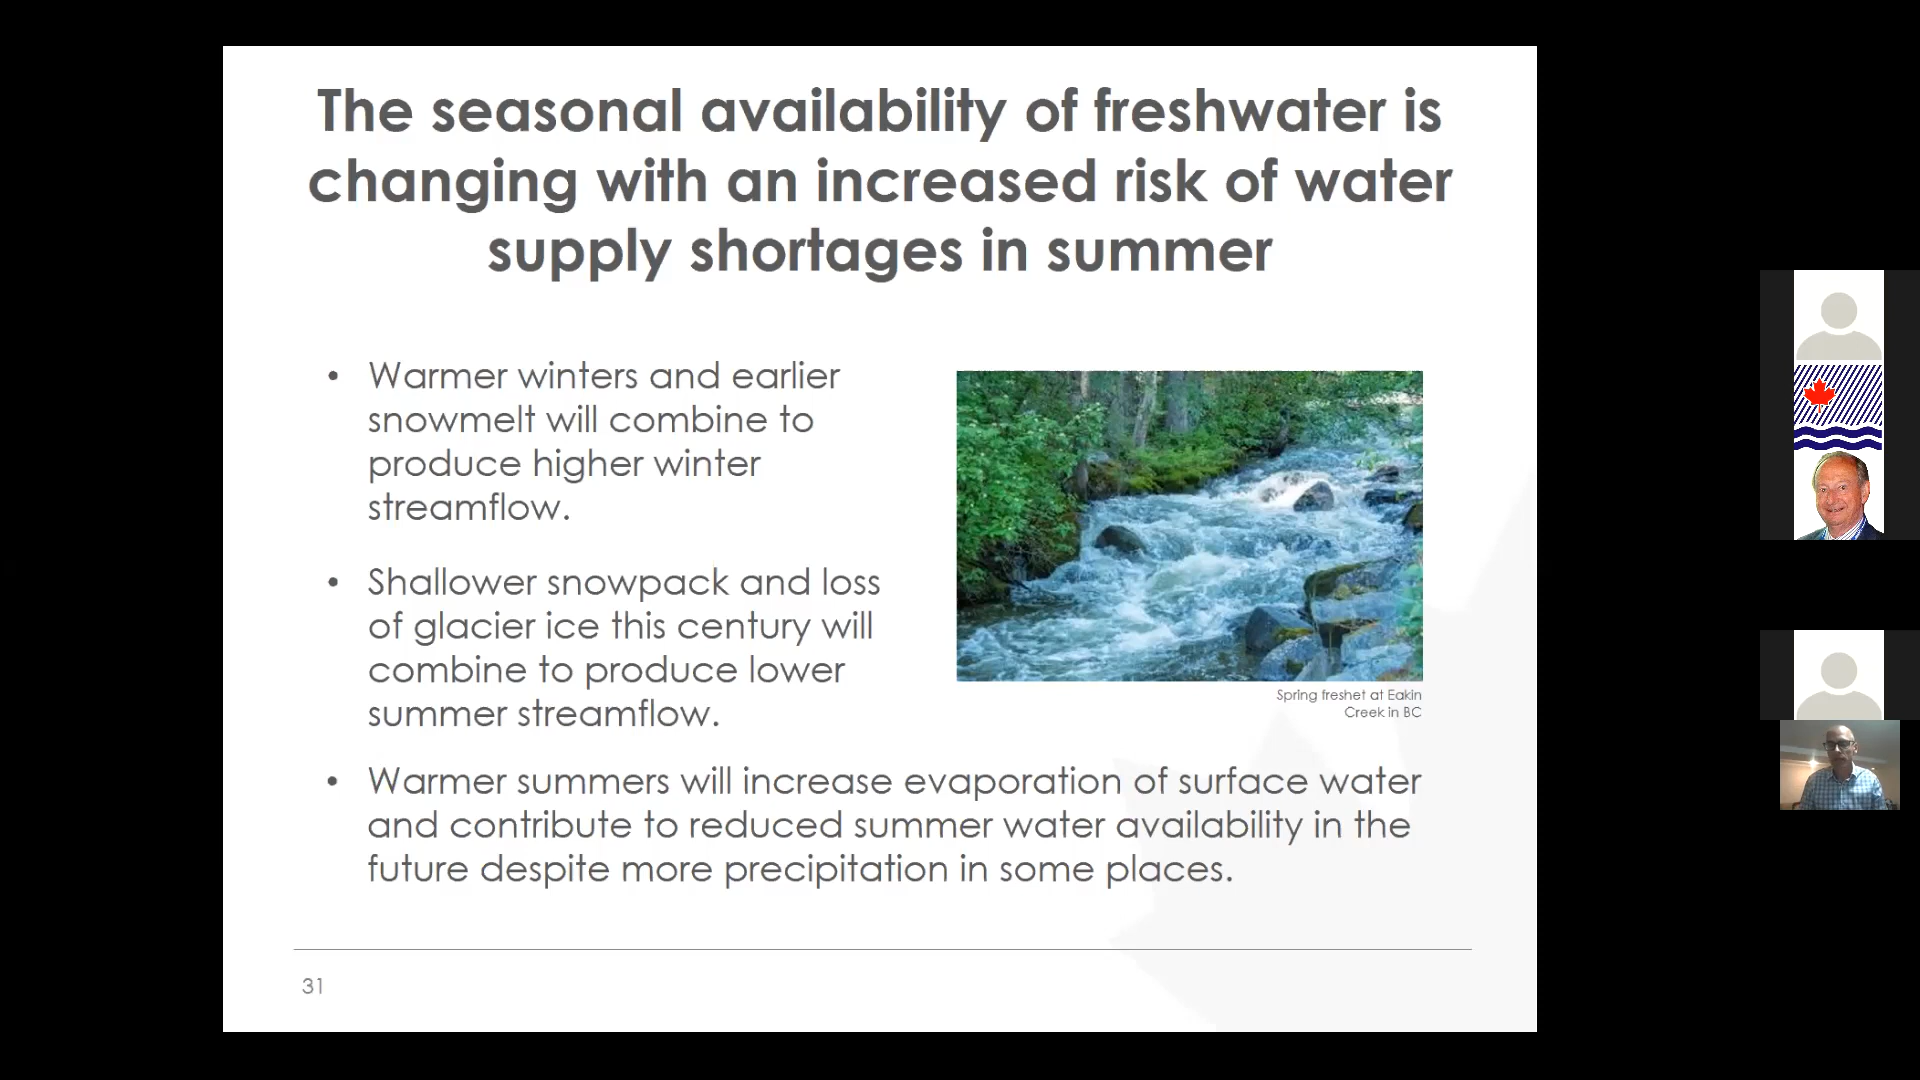 The seasonal availability of freshwater is
changing with an increased risk of water
supply shortages in summer
• Warmer winters and earlier
snowmelt will combine to
produce higher winter
streamflow.
• Shallower snowpack and loss
of glacier ice this century will
combine to produce lower
summer streamflow.
Spring freshet at Eakin
Creek in BC
• Warmer summers will increase evaporation of surface water
and contribute to reduced summer water availability in the
future despite more precipitation in some places.
31